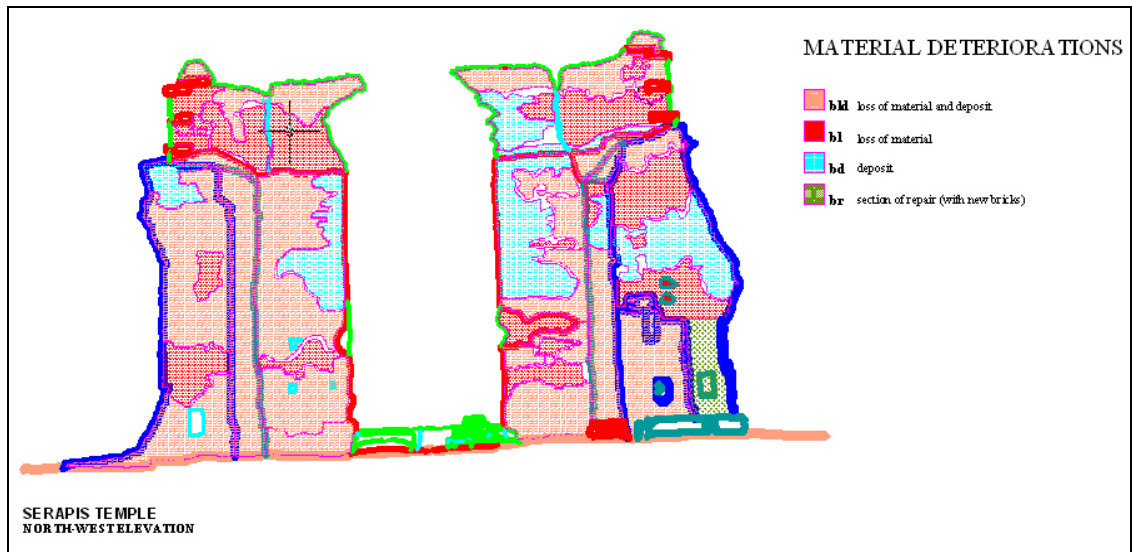 MATERIAL DETERIORATIONS
bld loss of material and deposit
bl loss of material
bd deposit
br section of repair (with new bricks)
SERAPIS TEMPLE
NORTH-WEST ELEVATION